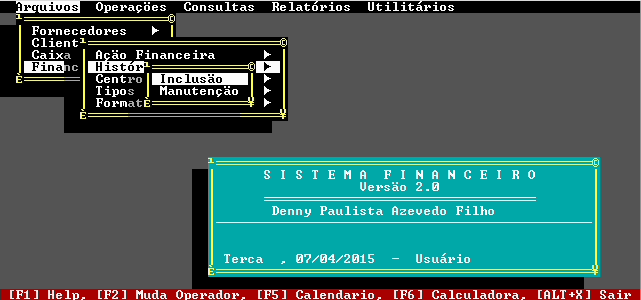 Arquivos Operações Consultas Relatórios Utilitários
Fornecedores
Client
Caixa
Financ
Ação Financeira
Histór
Centro
Tipos
Format
Inclusão
Manutenção
S I S T E M A F I N A N C E I R O
Versão 2.0
Denny Paulista Azevedo Filho
Terca , 07/04/2015 - Usuário
[F1] Help, [F2] Muda Operador, [F5] Calendario, [F6] Calculadora, [ALT+X] Sair